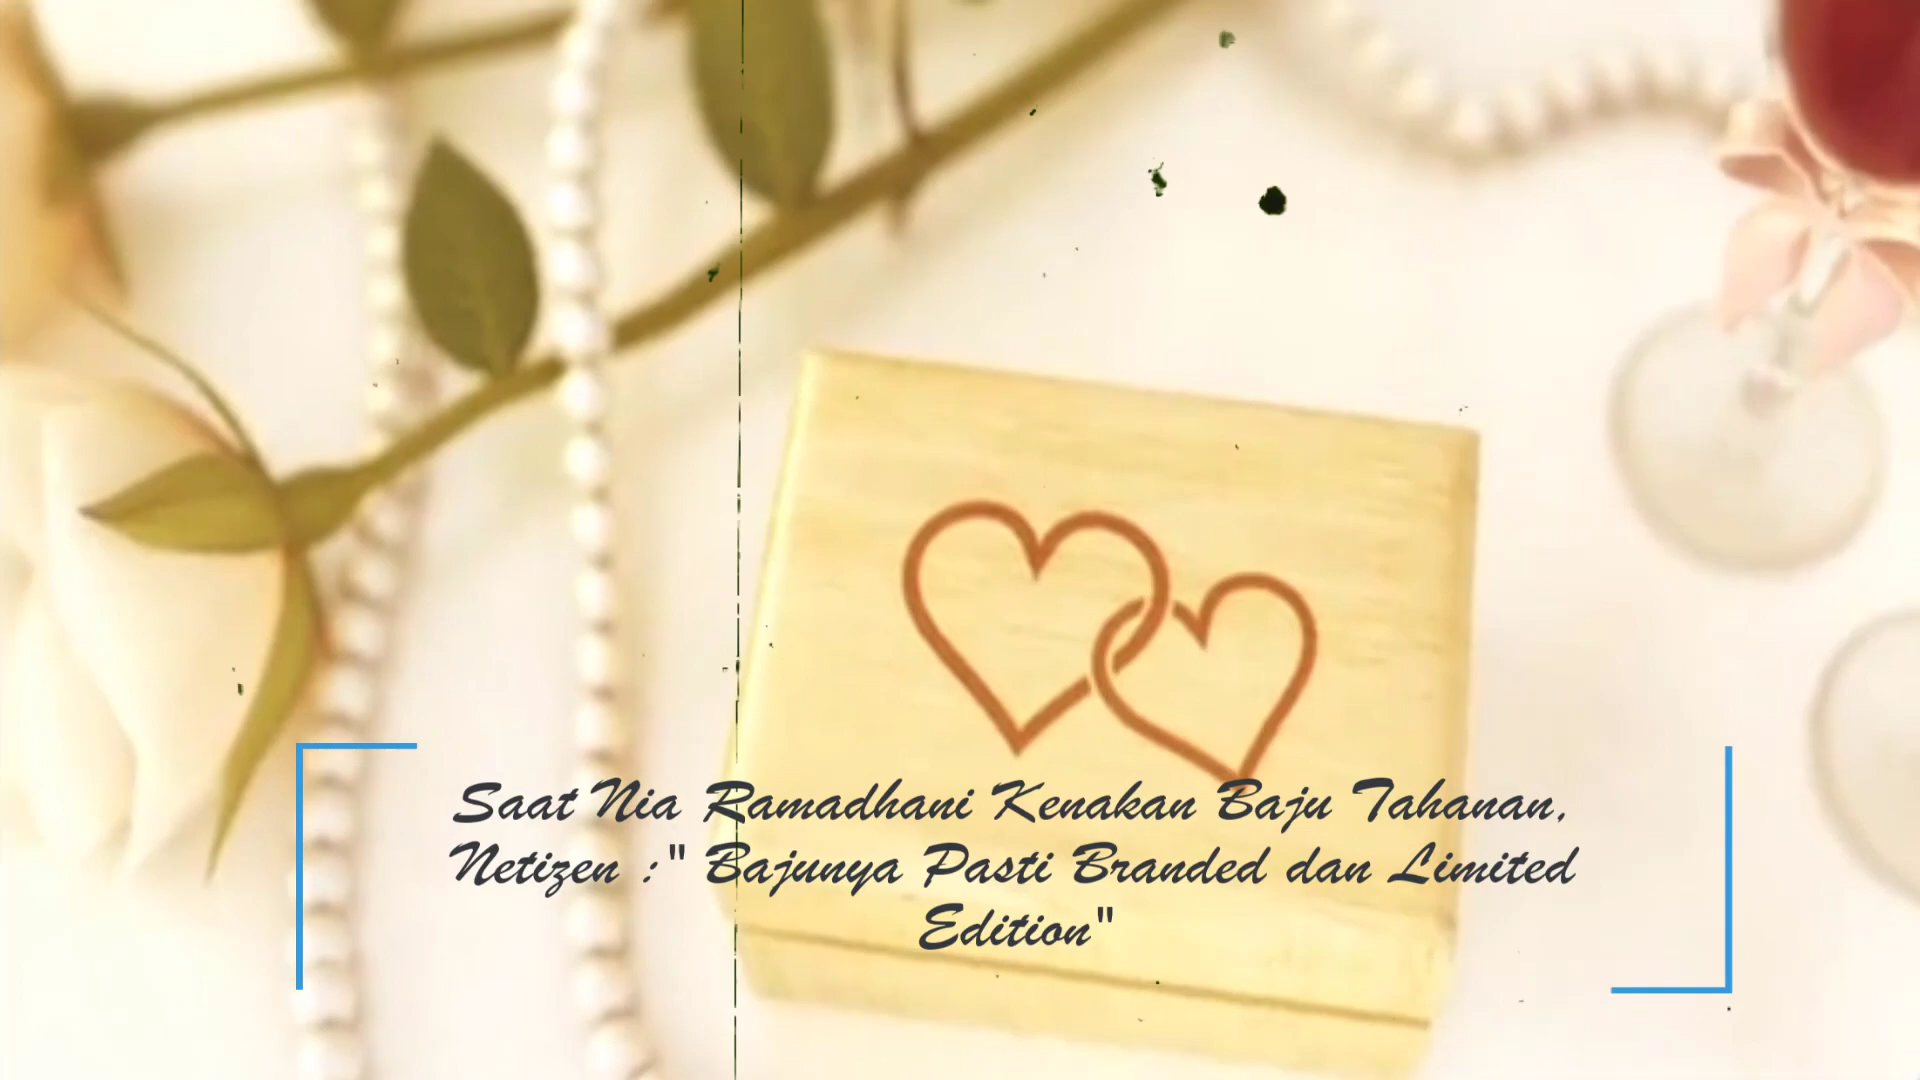 Saat Nia Ramadhani Kenakan Baju Tahanan,
Netizen :" Bajunya Pasti Branded dan Limited
Edition"